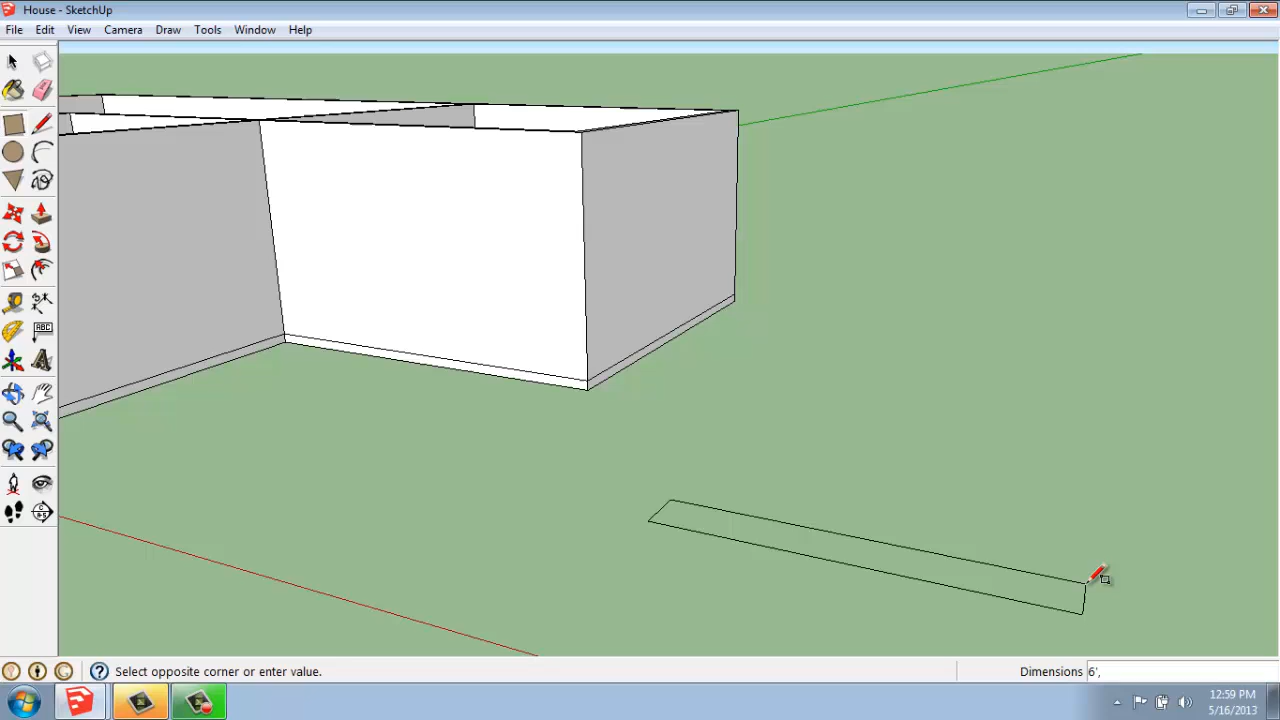 House - SketchUp
File Edit View Camera Draw Tools Window Help
ABC
Select opposite corner or enter value.
Dimensions 6',
12:59 PM
5/16/2013